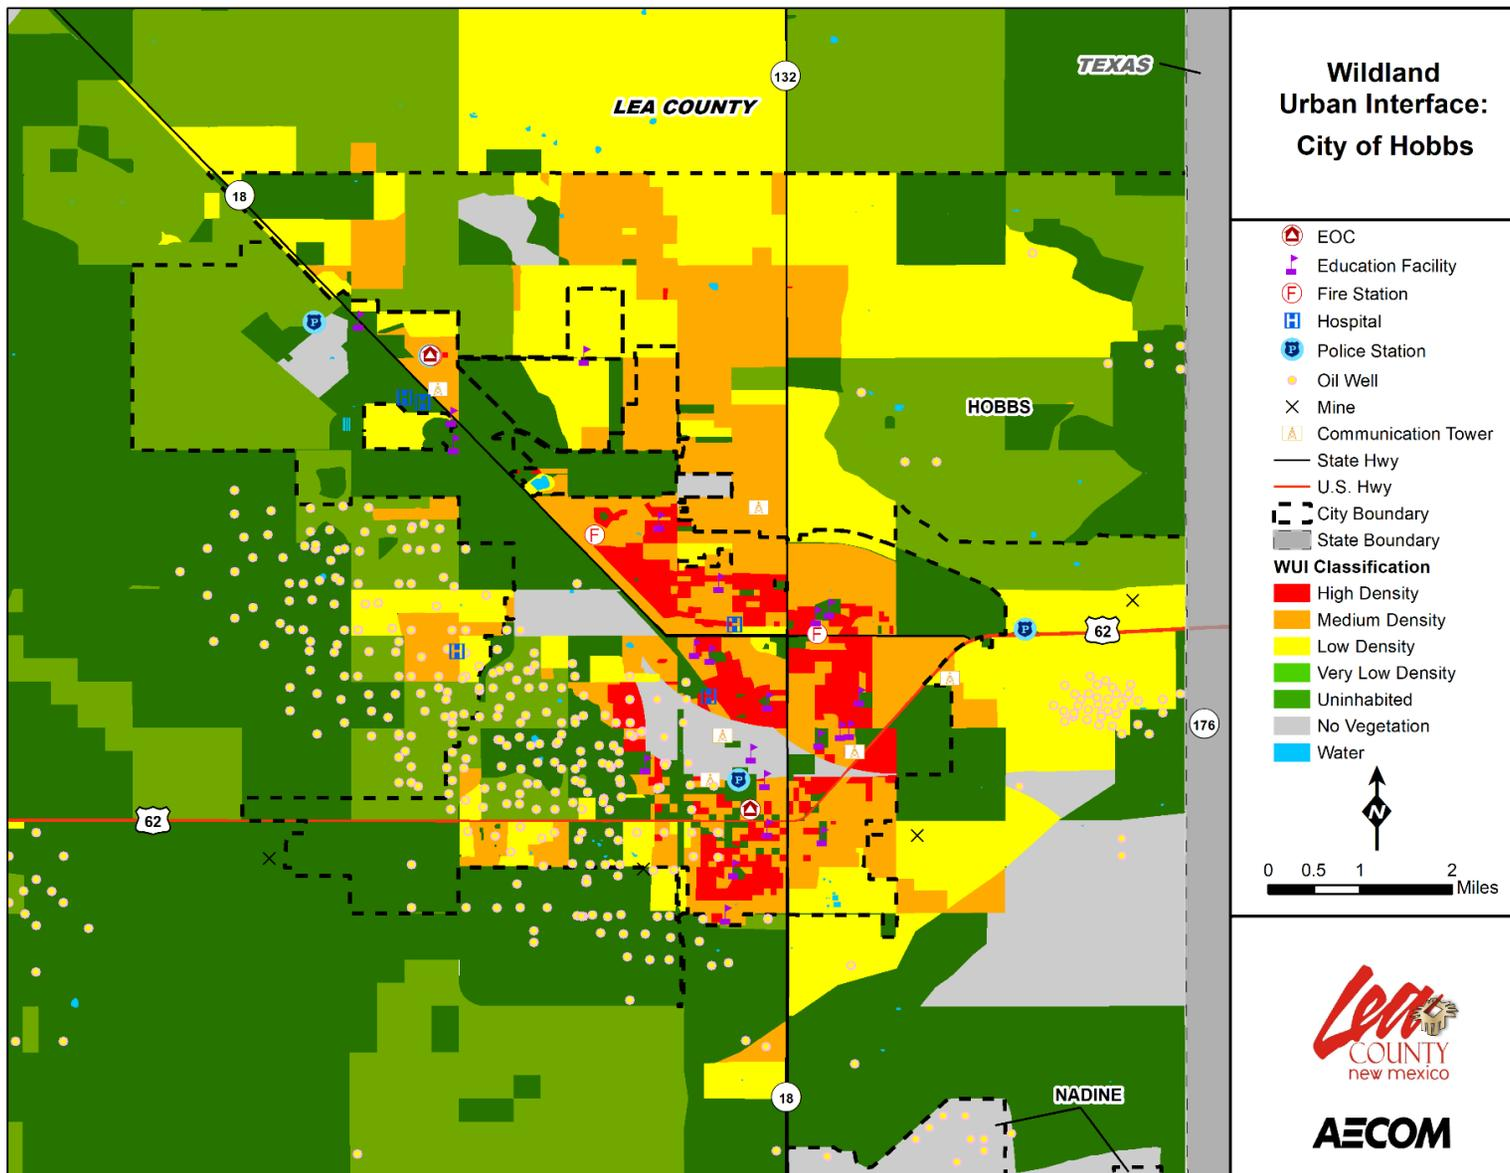 TEXAS
132
LEA COUNTY
18
HOBBS
62
176
62
NADINE
18
Wildland
Urban Interface:
City of Hobbs
EOC
Education Facility
F Fire Station
H Hospital
P Police Station
Oil Well
Mine
Communication Tower
State Hwy
U.S. Hwy
City Boundary
State Boundary
WUI Classification
High Density
Medium Density
Low Density
Very Low Density
Uninhabited
No Vegetation
Water
N
0 0.5 1 2
Miles
Lea
COUNTY
new mexico
AECOM